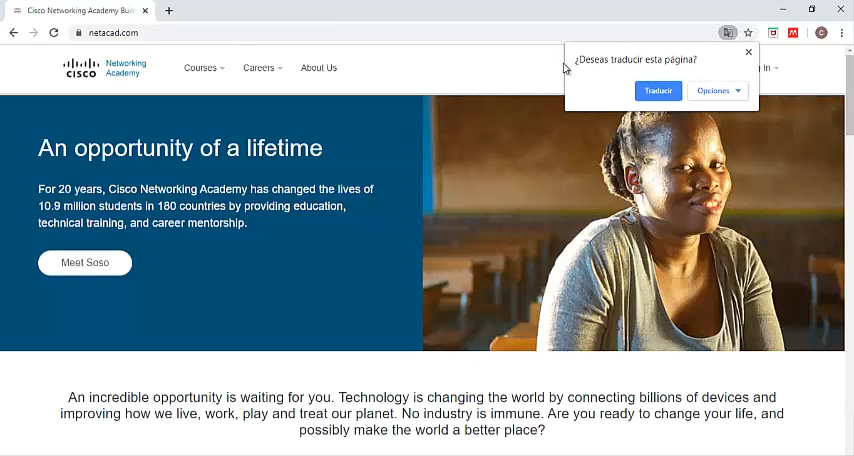 Cisco Networking Academy Buil
netacad.com
C
¿Deseas traducir esta página?
Traducir
Opciones
CISCO
Networking
Academy
Courses
Careers
About Us
In
An opportunity of a lifetime
For 20 years, Cisco Networking Academy has changed the lives of
10.9 million students in 180 countries by providing education,
technical training, and career mentorship.
Meet Soso
An incredible opportunity is waiting for you. Technology is changing the world by connecting billions of devices and
improving how we live, work, play and treat our planet. No industry is immune. Are you ready to change your life, and
possibly make the world a better place?